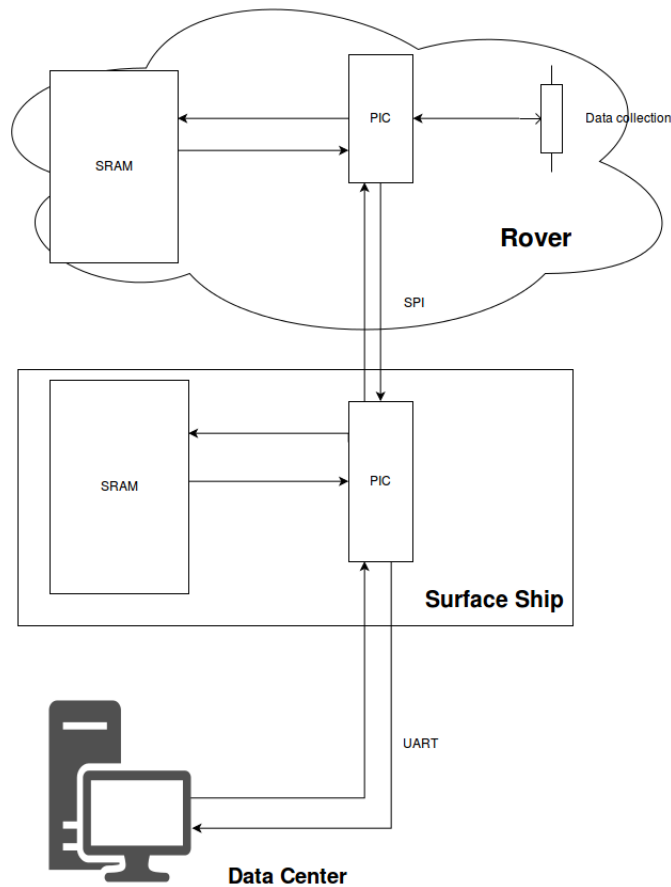 PIC
Data collection
SRAM
Rover
SPI
SRAM
PIC
Surface Ship
UART
Data Center